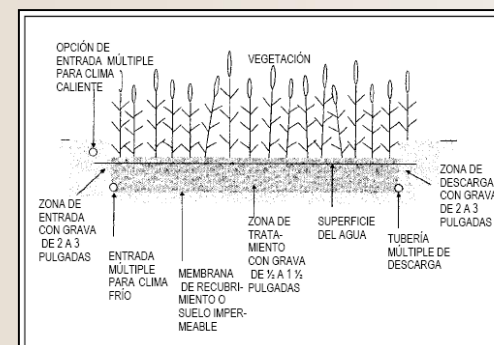 OPCIÓN DE
ENTRADA MÚLTIPLE
PARA CLIMA
CALIENTE
VEGETACIÓN
ZONA DE
ENTRADA
CON GRAVA
DE 2 A 3
PULGADAS
ENTRADA
MÚLTIPLE
PARA CLIMA
FRÍO
MEMBRANA
DE RECUBRI-
MIENTO O
SUELO IMPER-
MEABLE
ZONA DE
TRATA-
MIENTO
CON GRAVA
DE ½ A 1 ½
PULGADAS
SUPERFICIE
DEL AGUA
TUBERÍA
MÚLTIPLE DE
DESCARGA
ZONA DE
DESCARGA
CON GRAVA
DE 2 A 3
PULGADAS